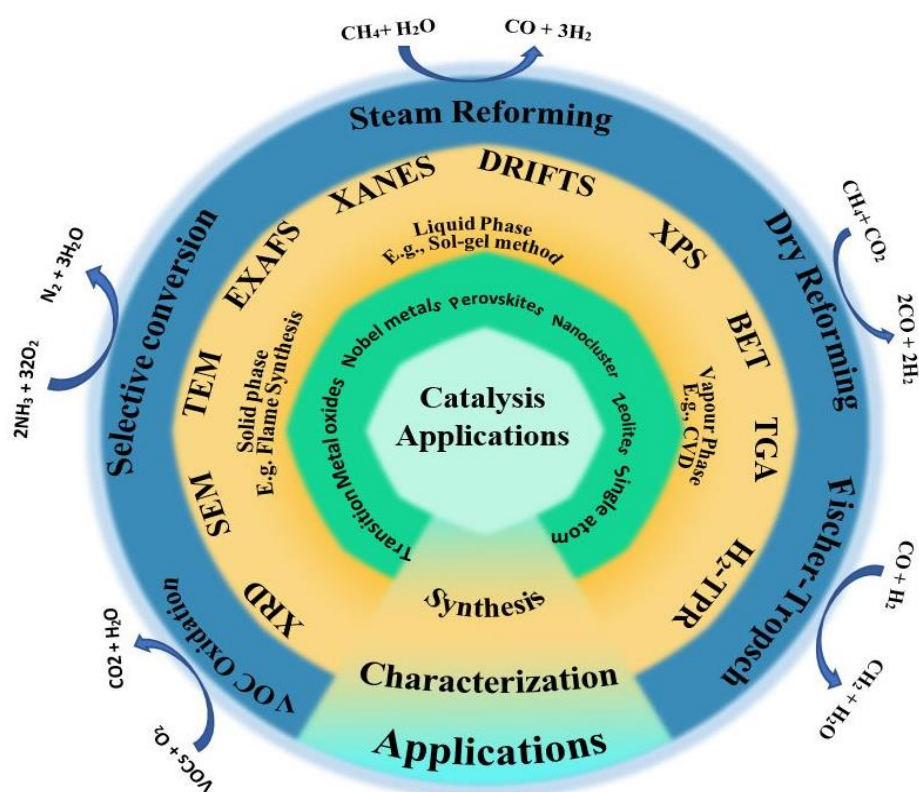 CH₄+ H₂O
CO + 3H₂
Steam Reforming
CH₄+ CO₂
2CO + 2H₂
Dry Reforming
CO + H₂
CH₂ + H₂O
Fischer-Tropsch
VOCs + O₂
CO2 + H₂O
VOC Oxidation
2NH₃ + 32O₂
N₂ + 3H₂O
Selective conversion
XRD
SEM
TEM
EXAFS
XANES
DRIFTS
XPS
BET
TGA
H₂-TPR
Solid phase
E.g. Flame Synthesis
Liquid Phase
E.g., Sol-gel method
Vapour Phase
E.g., CVD
Transition Metal oxides
Nobel metals
Perovskites
Nanocluster
Zeolites
Single atom
Catalysis
Applications
Synthesis
Characterization
Applications